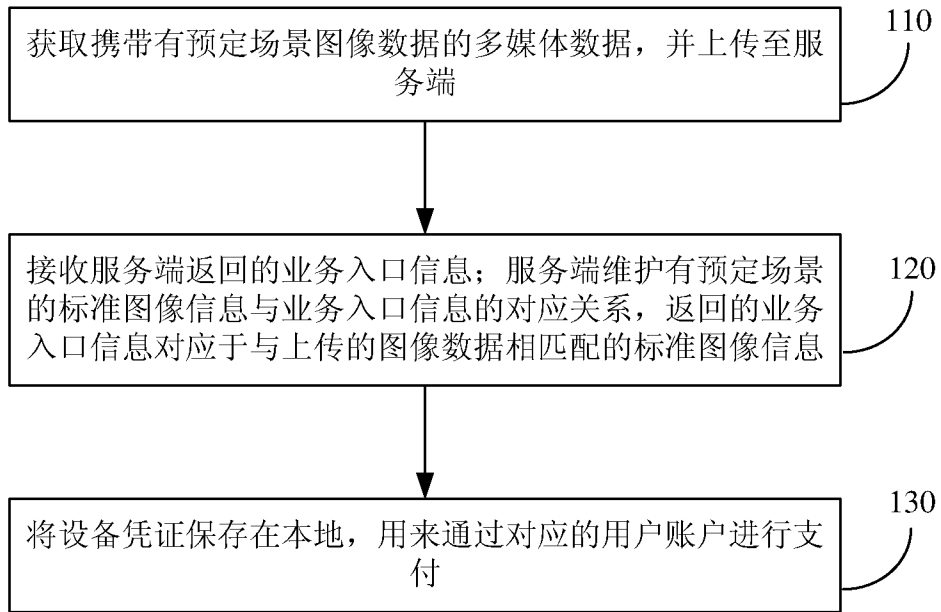 获取携带有预定场景图像数据的多媒体数据，并上传至服
务端
110
接收服务端返回的业务入口信息；服务端维护有预定场景
的标准图像信息与业务入口信息的对应关系，返回的业务
入口信息对应于与上传的图像数据相匹配的标准图像信息
120
将设备凭证保存在本地，用来通过对应的用户账户进行支
付
130